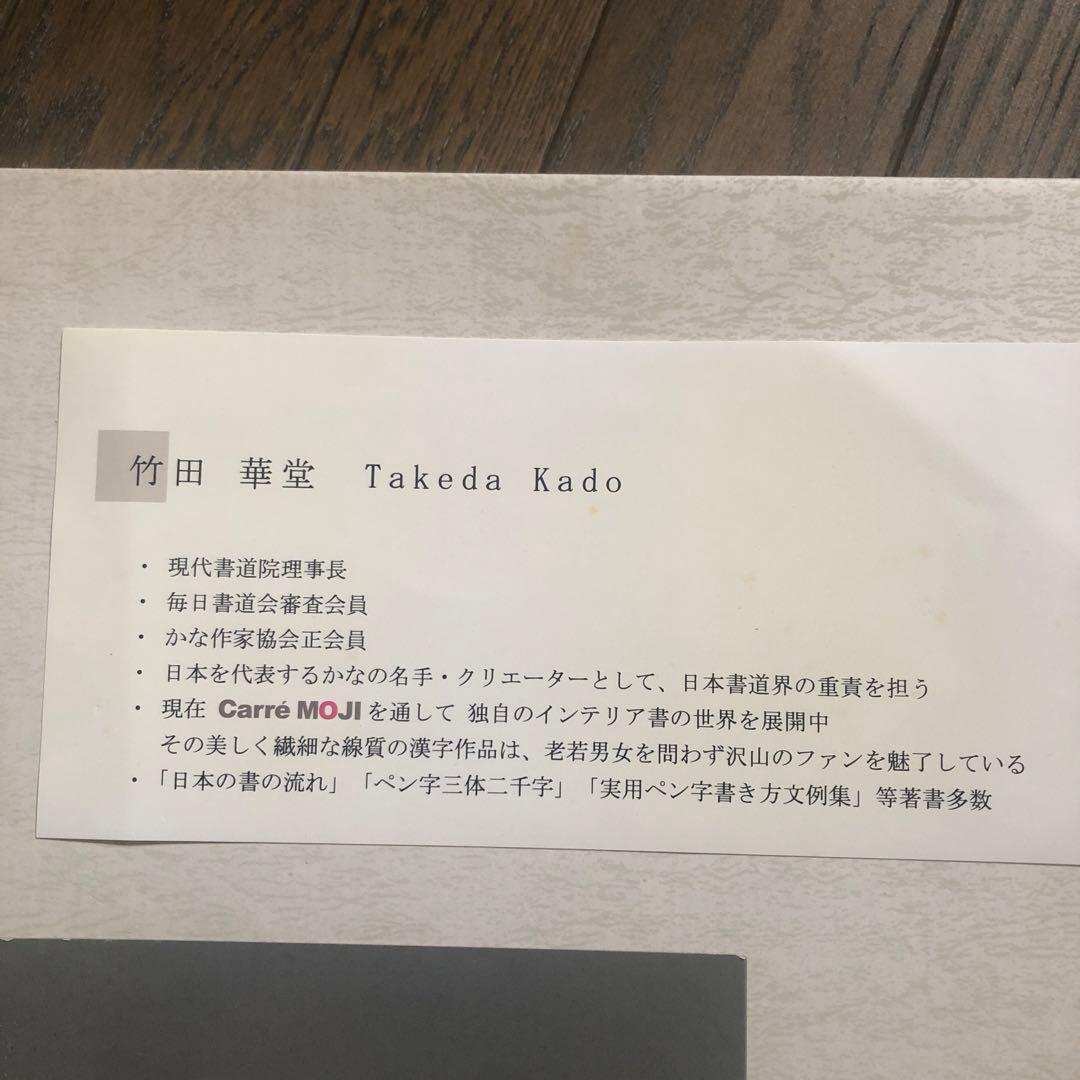 竹田 華堂 Takeda Kado
・ 現代書道院理事長
・ 毎日書道会審査会員
・ かな作家協会正会員
・ 日本を代表するかなの名手・クリエーターとして、日本書道界の重責を担う
・ 現在 Carré MOJI を通して 独自のインテリア書の世界を展開中
その美しく繊細な線質の漢字作品は、老若男女を問わず沢山のファンを魅了している
・「日本の書の流れ」「ペン字三体二千字」「実用ペン字書き方文例集」等著書多数